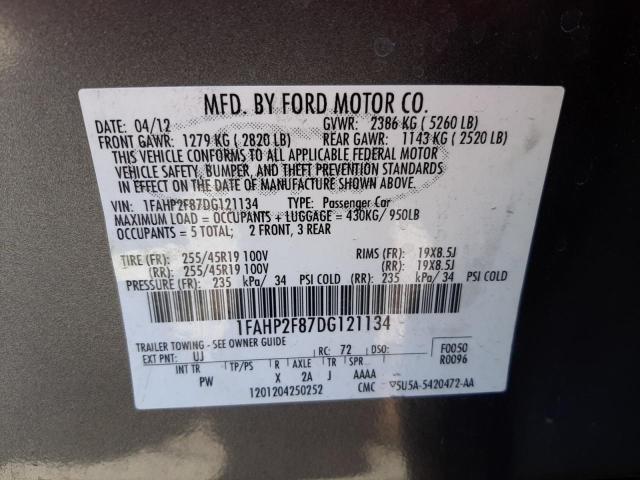 MFD. BY FORD MOTOR CO.
DATE: 04/12 GVWR: 2386 KG ( 5260 LB)
FRONT GAWR: 1279 KG ( 2820 LB) REAR GAWR: 1143 KG ( 2520 LB)
THIS VEHICLE CONFORMS TO ALL APPLICABLE FEDERAL MOTOR
VEHICLE SAFETY, BUMPER, AND THEFT PREVENTION STANDARDS
IN EFFECT ON THE DATE OF MANUFACTURE SHOWN ABOVE.
VIN: 1FAHP2F87DG121134 TYPE: Passenger Car
MAXIMUM LOAD = OCCUPANTS + LUGGAGE = 430KG/ 950LB
OCCUPANTS = 5 TOTAL; 2 FRONT, 3 REAR
TIRE (FR): 255/45R19 100V RIMS (FR): 19X8.5J
(RR): 255/45R19 100V (RR): 19X8.5J
PRESSURE (FR): 235 kPa/ 34 PSI COLD (RR): 235 kPa/ 34 PSI COLD
1FAHP2F87DG121134
TRAILER TOWING - SEE OWNER GUIDE
EXT PNT: UJ RC: 72 DSO: F0050
R0096
INT TR TP/PS R AXLE TR SPR
PW X 2A J AAAA
1201204250252 CMC ▽5U5A-5420472-AA